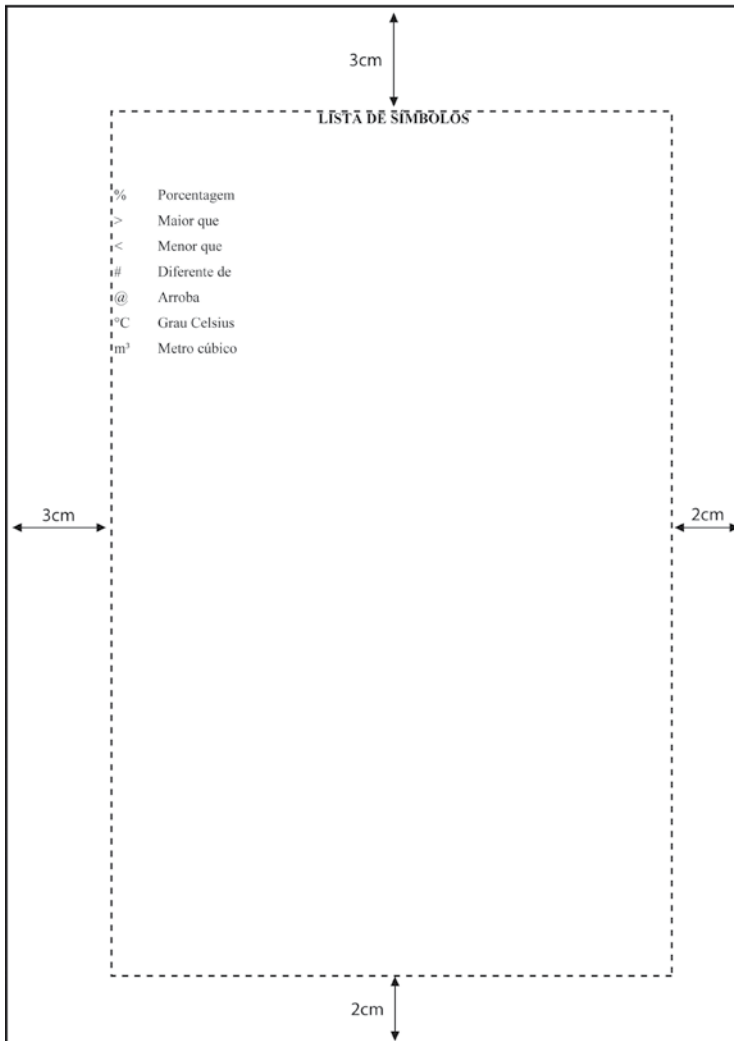 3cm
LISTA DE SÍMBOLOS
% Porcentagem
> Maior que
< Menor que
# Diferente de
@ Arroba
°C Grau Celsius
m³ Metro cúbico
3cm
2cm
2cm